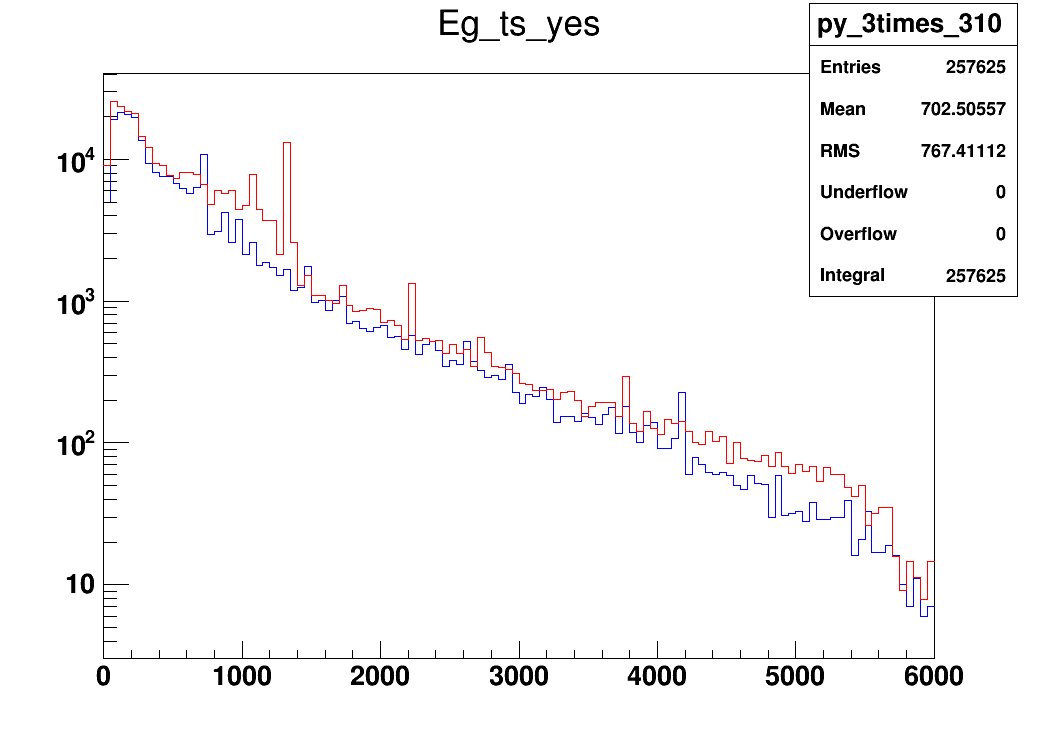 Eg_ts_yes
py_3times_310
Entries 257625
Mean 702.50557
RMS 767.41112
Underflow 0
Overflow 0
Integral 257625
10^4
10^3
10^2
10
0 1000 2000 3000 4000 5000 6000